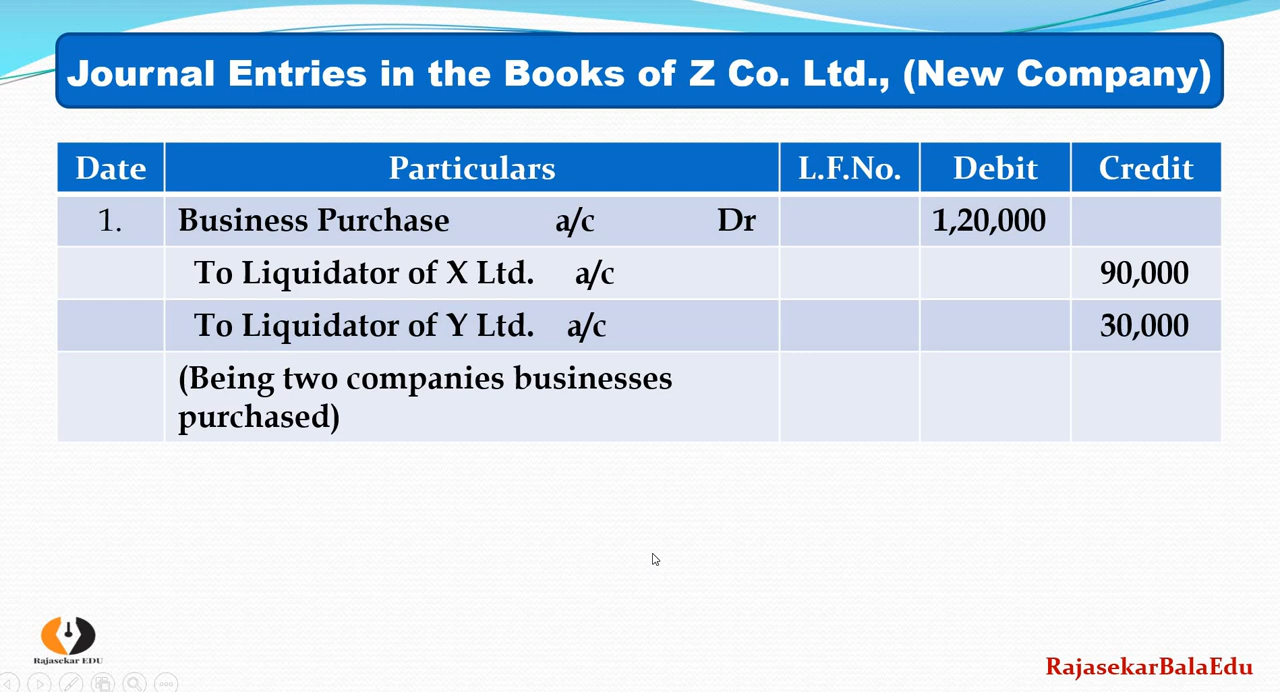 Journal Entries in the Books of Z Co. Ltd., (New Company)
Date Particulars L.F.No. Debit Credit
1. Business Purchase a/c Dr 1,20,000
To Liquidator of X Ltd. a/c 90,000
To Liquidator of Y Ltd. a/c 30,000
(Being two companies businesses
purchased)
Rajasekar EDU
RajasekarBalaEdu